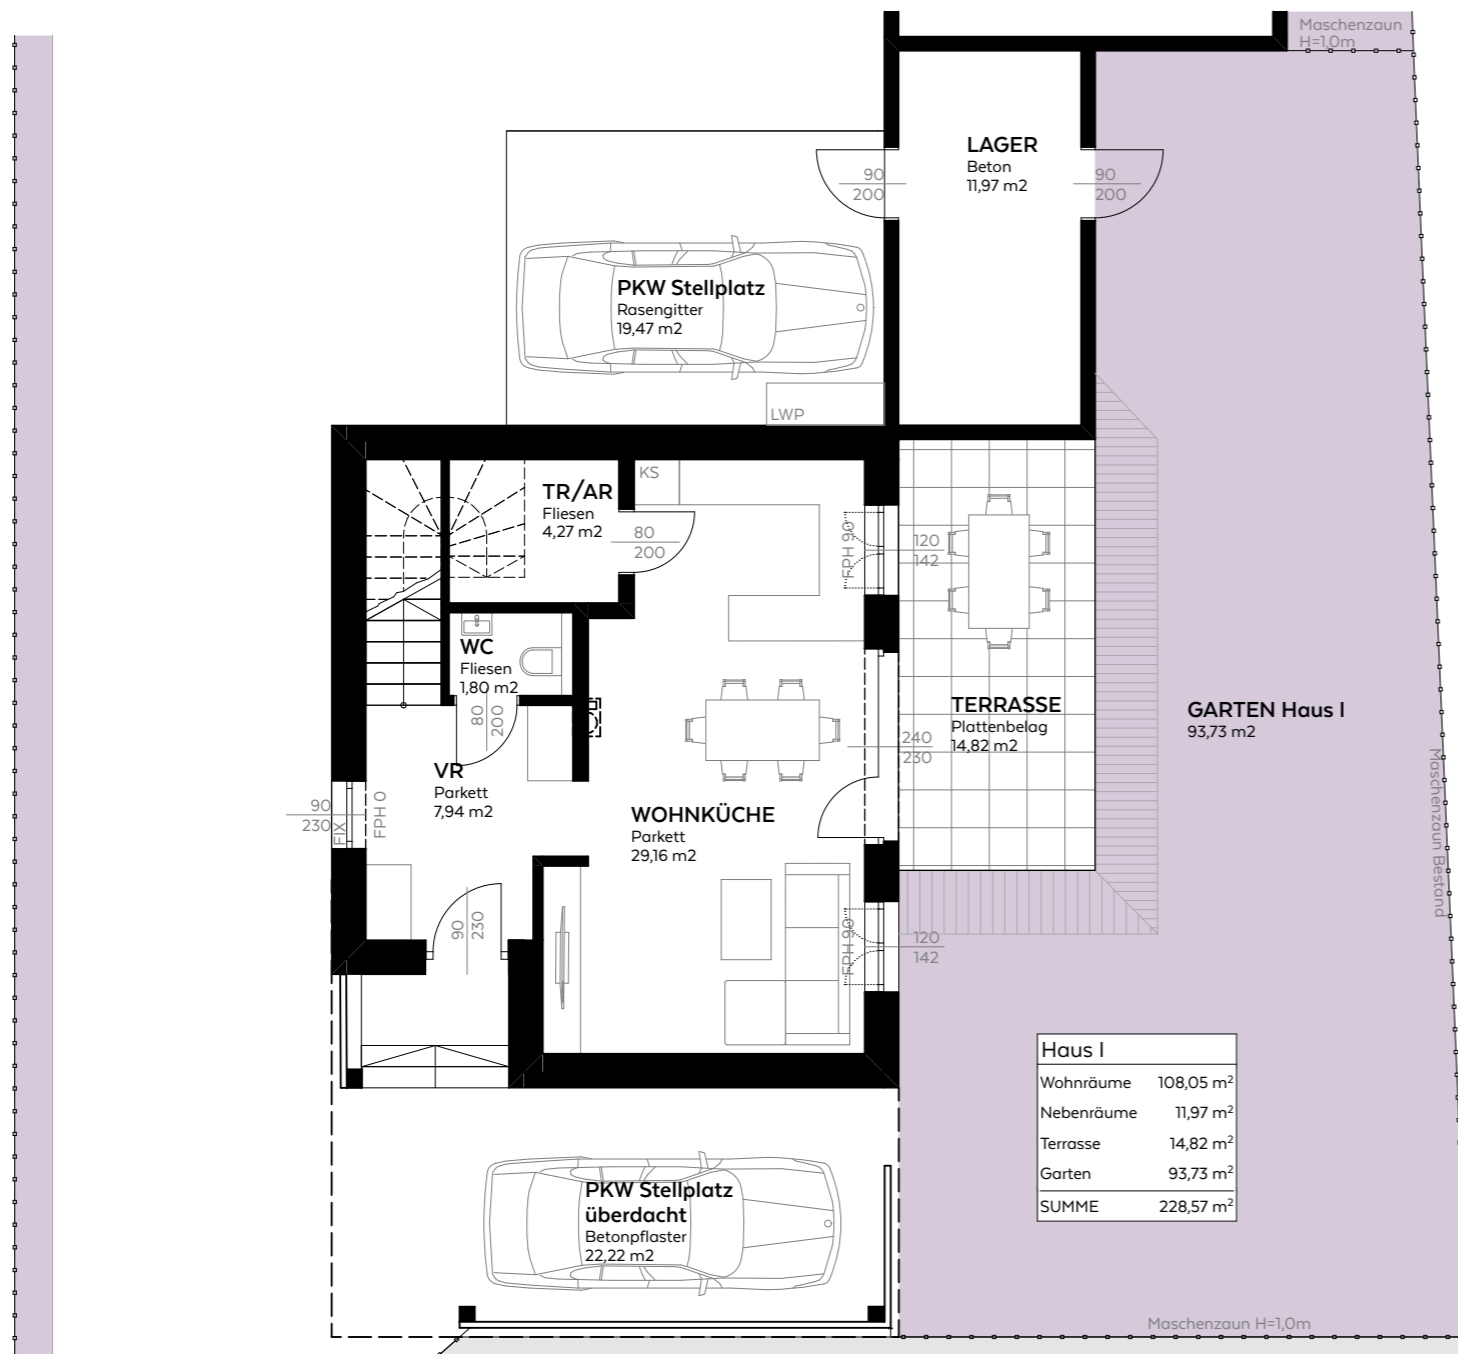 Maschenzaun
H=1,0m
LAGER
Beton
11,97 m2
90
200
90
200
PKW Stellplatz
Rasengitter
19,47 m2
LWP
KS
TR/AR
Fliesen
4,27 m2
80
200
FPH 90
120
142
WC
Fliesen
1,80 m2
80
200
TERRASSE
Plattenbelag
14,82 m2
240
230
GARTEN Haus I
93,73 m2
Maschenzaun Bestand
VR
Parkett
7,94 m2
90
230
FIX
FPH 0
WOHNKÜCHE
Parkett
29,16 m2
90
230
FPH 90
120
142
Haus I
Wohnräume 108,05 m²
Nebenräume 11,97 m²
Terrasse 14,82 m²
Garten 93,73 m²
SUMME 228,57 m²
PKW Stellplatz
überdacht
Betonpflaster
22,22 m2
Maschenzaun H=1,0m